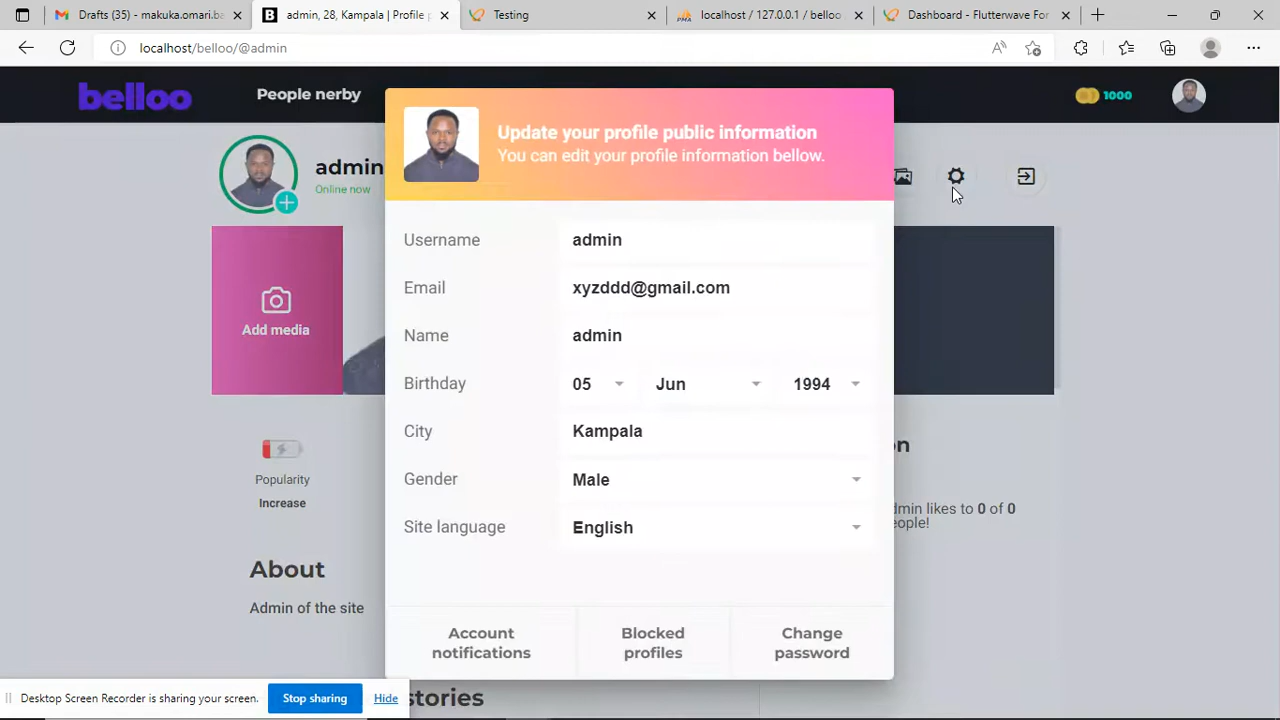 Drafts (35) - makuka.omari.ba
admin, 28, Kampala | Profile p
Testing
localhost / 127.0.0.1 / belloo
Dashboard - Flutterwave For
localhost/belloo/@admin
belloo
People nerby
1000
admin
Online now
Update your profile public information
You can edit your profile information bellow.
Add media
Username admin
Email xyzddd@gmail.com
Name admin
Birthday 05 Jun 1994
City Kampala
Gender Male
Site language English
Popularity
Increase
on
dmin likes to 0 of 0
eople!
About
Admin of the site
Account notifications
Blocked profiles
Change password
stories
Desktop Screen Recorder is sharing your screen. Stop sharing Hide